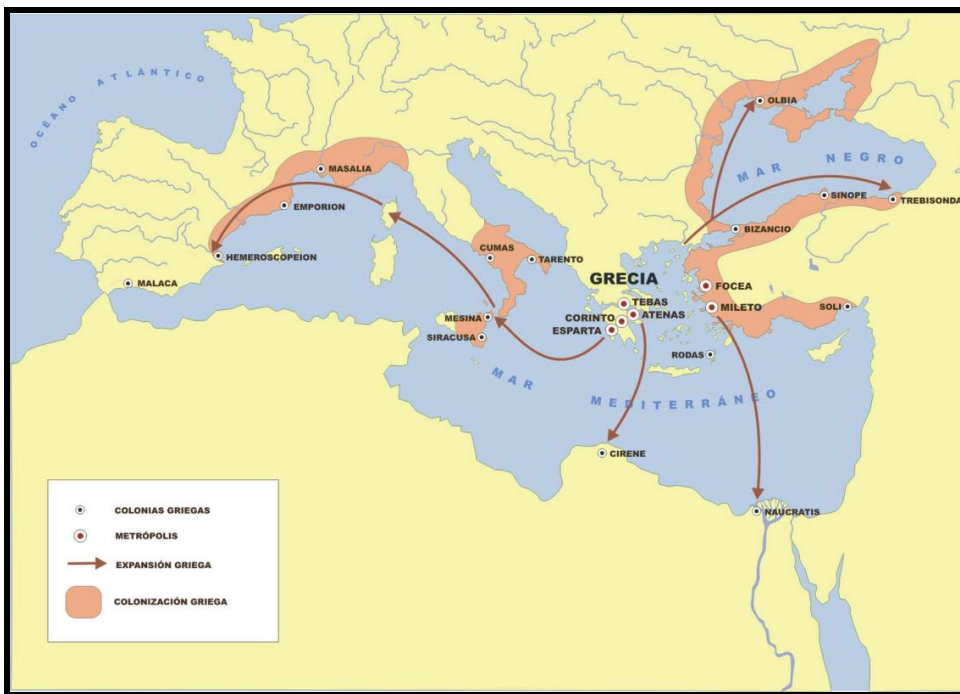 OCÉANO ATLÁNTICO
OLBIA
MAR NEGRO
MASALIA
SINOPE
TREBISONDA
EMPORION
BIZANCIO
CUMAS
HEMEROSCOPEION
TARENTO
GRECIA
MALACA
FOCEA
TEBAS
MESINA
CORINTO
ATENAS
MILETO
SOLI
ESPARTA
SIRACUSA
RODAS
MAR MEDITERRÁNEO
CIRENE
NAUCRATIS
COLONIAS GRIEGAS
METRÓPOLIS
EXPANSIÓN GRIEGA
COLONIZACIÓN GRIEGA